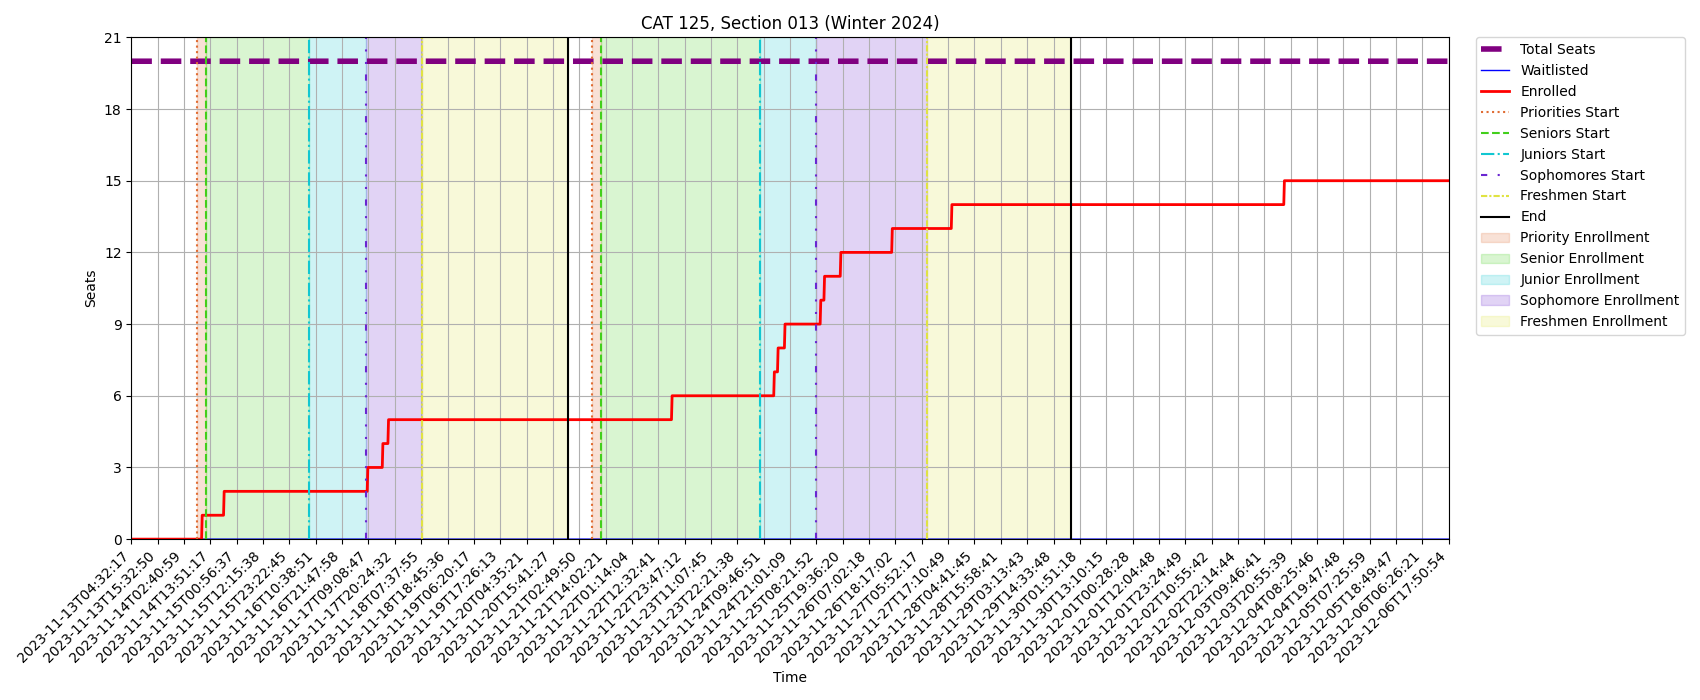 CAT 125, Section 013 (Winter 2024)
21
18
15
12
9
6
3
0
Seats
2023-11-13T04:32:17
2023-11-13T15:32:50
2023-11-14T02:40:59
2023-11-14T13:51:17
2023-11-15T00:56:37
2023-11-15T12:15:38
2023-11-15T23:22:45
2023-11-16T10:38:51
2023-11-16T21:47:58
2023-11-17T09:08:47
2023-11-17T20:24:32
2023-11-18T07:37:55
2023-11-18T18:45:36
2023-11-19T06:20:17
2023-11-19T17:26:13
2023-11-20T04:35:21
2023-11-20T15:41:27
2023-11-21T02:49:50
2023-11-21T14:02:21
2023-11-22T01:14:04
2023-11-22T12:32:41
2023-11-22T23:47:12
2023-11-23T11:07:45
2023-11-23T22:21:38
2023-11-24T09:46:51
2023-11-24T21:01:09
2023-11-25T08:21:52
2023-11-25T19:36:20
2023-11-26T07:02:18
2023-11-26T18:17:02
2023-11-27T05:52:17
2023-11-27T17:10:49
2023-11-28T04:41:45
2023-11-28T15:58:41
2023-11-29T03:13:43
2023-11-29T14:33:48
2023-11-30T01:51:18
2023-11-30T13:10:15
2023-12-01T00:28:28
2023-12-01T12:04:48
2023-12-01T23:24:49
2023-12-02T10:55:42
2023-12-02T22:14:44
2023-12-03T09:46:41
2023-12-03T20:55:39
2023-12-04T08:25:46
2023-12-04T19:47:48
2023-12-05T07:25:59
2023-12-05T18:49:47
2023-12-06T06:26:21
2023-12-06T17:50:54
Time
Total Seats
Waitlisted
Enrolled
Priorities Start
Seniors Start
Juniors Start
Sophomores Start
Freshmen Start
End
Priority Enrollment
Senior Enrollment
Junior Enrollment
Sophomore Enrollment
Freshmen Enrollment